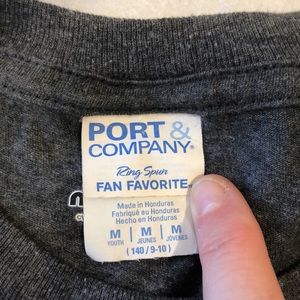 PORT &
COMPANY®
Ring Spun
FAN FAVORITE™
Made in Honduras
Fabriqué au Honduras
Hecho en Honduras
M M M
YOUTH JEUNES JOVENES
( 140 / 9-10 )